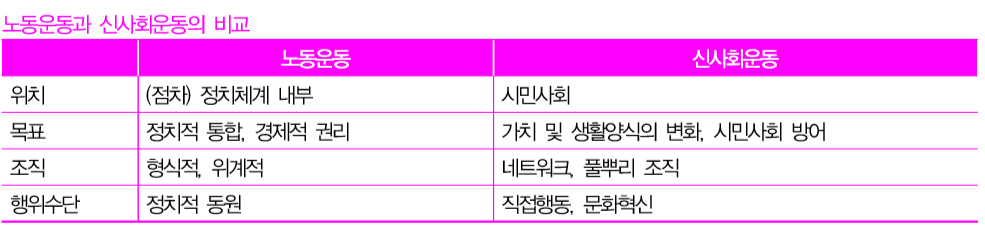 노동운동과 신사회운동의 비교
노동운동 신사회운동
위치 (점차) 정치체계 내부 시민사회
목표 정치적 통합, 경제적 권리 가치 및 생활양식의 변화, 시민사회 방어
조직 형식적, 위계적 네트워크, 풀뿌리 조직
행위수단 정치적 동원 직접행동, 문화혁신